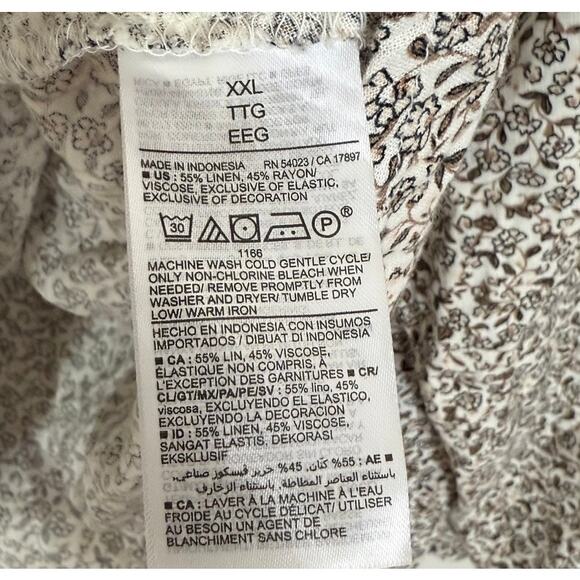 XXL
TTG
EEG
MADE IN INDONESIA RN 54023 / CA 17897
■ US : 55% LINEN, 45% RAYON/
VISCOSE, EXCLUSIVE OF ELASTIC,
EXCLUSIVE OF DECORATION
30 P ®
1166
MACHINE WASH COLD GENTLE CYCLE/
ONLY NON-CHLORINE BLEACH WHEN
NEEDED/ REMOVE PROMPTLY FROM
WASHER AND DRYER/ TUMBLE DRY
LOW/ WARM IRON
HECHO EN INDONESIA CON INSUMOS
IMPORTADOS / DIBUAT DI INDONESIA
■ CA : 55% LIN, 45% VISCOSE,
ÉLASTIQUE NON COMPRIS, À
L'EXCEPTION DES GARNITURES ■ CR/
CL/GT/MX/PA/PE/SV : 55% lino, 45%
viscosa, EXCLUYENDO EL ELASTICO,
EXCLUYENDO LA DECORACION
■ ID : 55% LINEN, 45% VISCOSE,
SANGAT ELASTIS, DEKORASI
EKSKLUSIF
■ AE : 55% كتان, 45% حرير فيسكوز صناعي,
باستثناء العناصر المطاطة, باستثناء الزخارف
■ CA : LAVER À LA MACHINE À L'EAU
FROIDE AU CYCLE DÉLICAT/ UTILISER
AU BESOIN UN AGENT DE
BLANCHIMENT SANS CHLORE